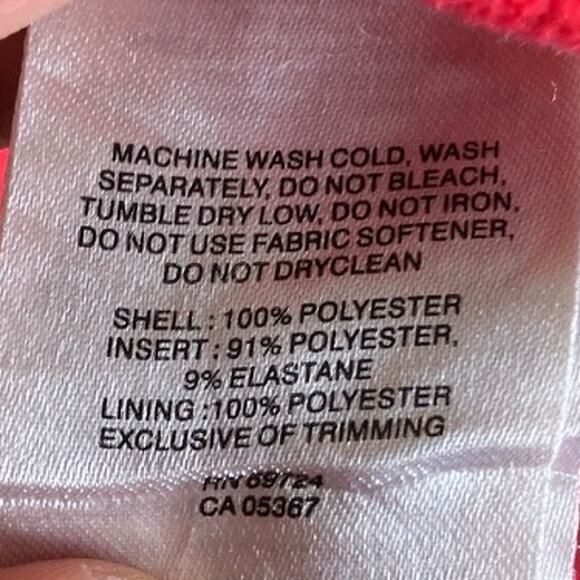 MACHINE WASH COLD, WASH
SEPARATELY, DO NOT BLEACH,
TUMBLE DRY LOW, DO NOT IRON,
DO NOT USE FABRIC SOFTENER,
DO NOT DRYCLEAN
SHELL : 100% POLYESTER
INSERT : 91% POLYESTER,
9% ELASTANE
LINING :100% POLYESTER
EXCLUSIVE OF TRIMMING
RN 69724
CA 05367